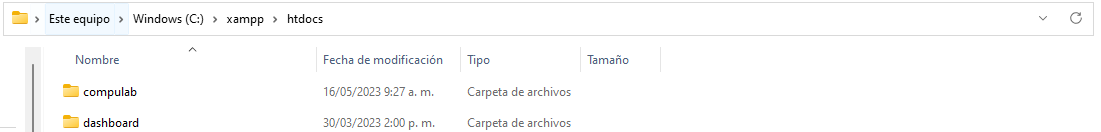 Este equipo > Windows (C:) > xampp > htdocs
Nombre Fecha de modificación Tipo Tamaño
compulab 16/05/2023 9:27 a. m. Carpeta de archivos
dashboard 30/03/2023 2:00 p. m. Carpeta de archivos